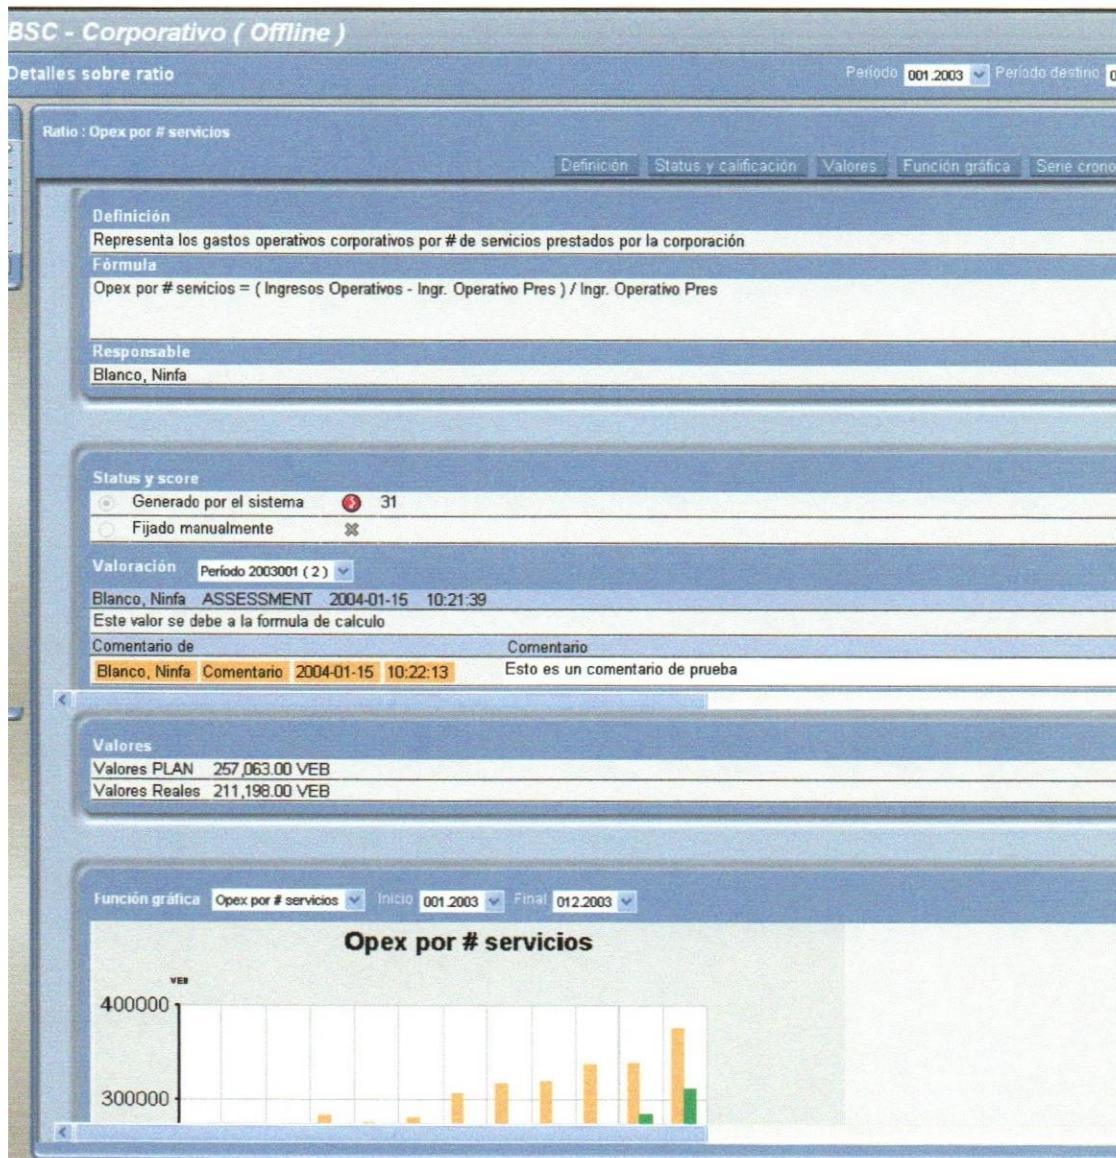 BSC - Corporativo ( Offline )
Detalles sobre ratio
Período 001.2003 Período destino 0
Ratio : Opex por # servicios
Definición Status y calificación Valores Función gráfica Serie crono
Definición
Representa los gastos operativos corporativos por # de servicios prestados por la corporación
Fórmula
Opex por # servicios = ( Ingresos Operativos - Ingr. Operativo Pres ) / Ingr. Operativo Pres
Responsable
Blanco, Ninfa
Status y score
Generado por el sistema 31
Fijado manualmente
Valoración Período 2003001 ( 2 )
Blanco, Ninfa ASSESSMENT 2004-01-15 10:21:39
Este valor se debe a la formula de calculo
Comentario de Comentario
Blanco, Ninfa Comentario 2004-01-15 10:22:13 Esto es un comentario de prueba
Valores
Valores PLAN 257,063.00 VEB
Valores Reales 211,198.00 VEB
Función gráfica Opex por # servicios Inicio 001.2003 Final 012.2003
Opex por # servicios
VEB
400000
300000